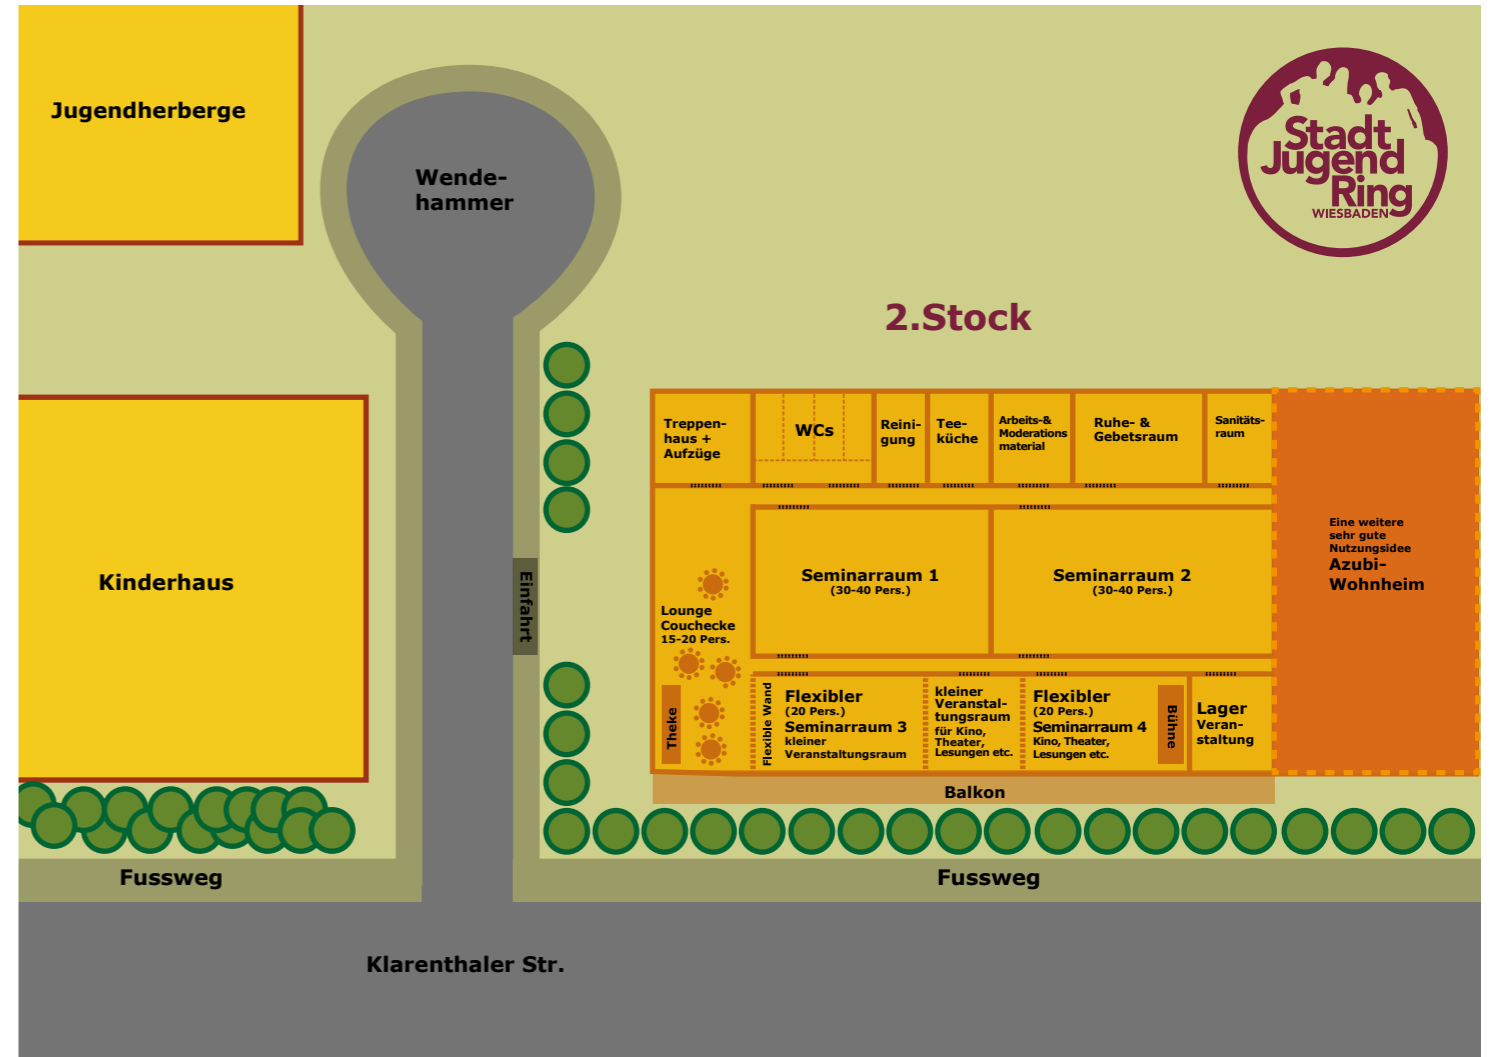 Jugendherberge
Wende-
hammer
Stadt
Jugend
Ring
WIESBADEN
2.Stock
Treppen-
haus +
Aufzüge
WCs
Reini-
gung
Tee-
küche
Arbeits-&
Moderations
material
Ruhe- &
Gebetsraum
Sanitäts-
raum
Eine weitere
sehr gute
Nutzungsidee
Azubi-
Wohnheim
Kinderhaus
Einfahrt
Seminarraum 1
(30-40 Pers.)
Seminarraum 2
(30-40 Pers.)
Lounge
Couchecke
15-20 Pers.
Theke
Flexible Wand
Flexibler
(20 Pers.)
Seminarraum 3
kleiner
Veranstaltungsraum
kleiner
Veranstal-
tungsraum
für Kino,
Theater,
Lesungen etc.
Flexibler
(20 Pers.)
Seminarraum 4
Kino, Theater,
Lesungen etc.
Bühne
Lager
Veran-
staltung
Balkon
Fussweg
Fussweg
Klarenthaler Str.